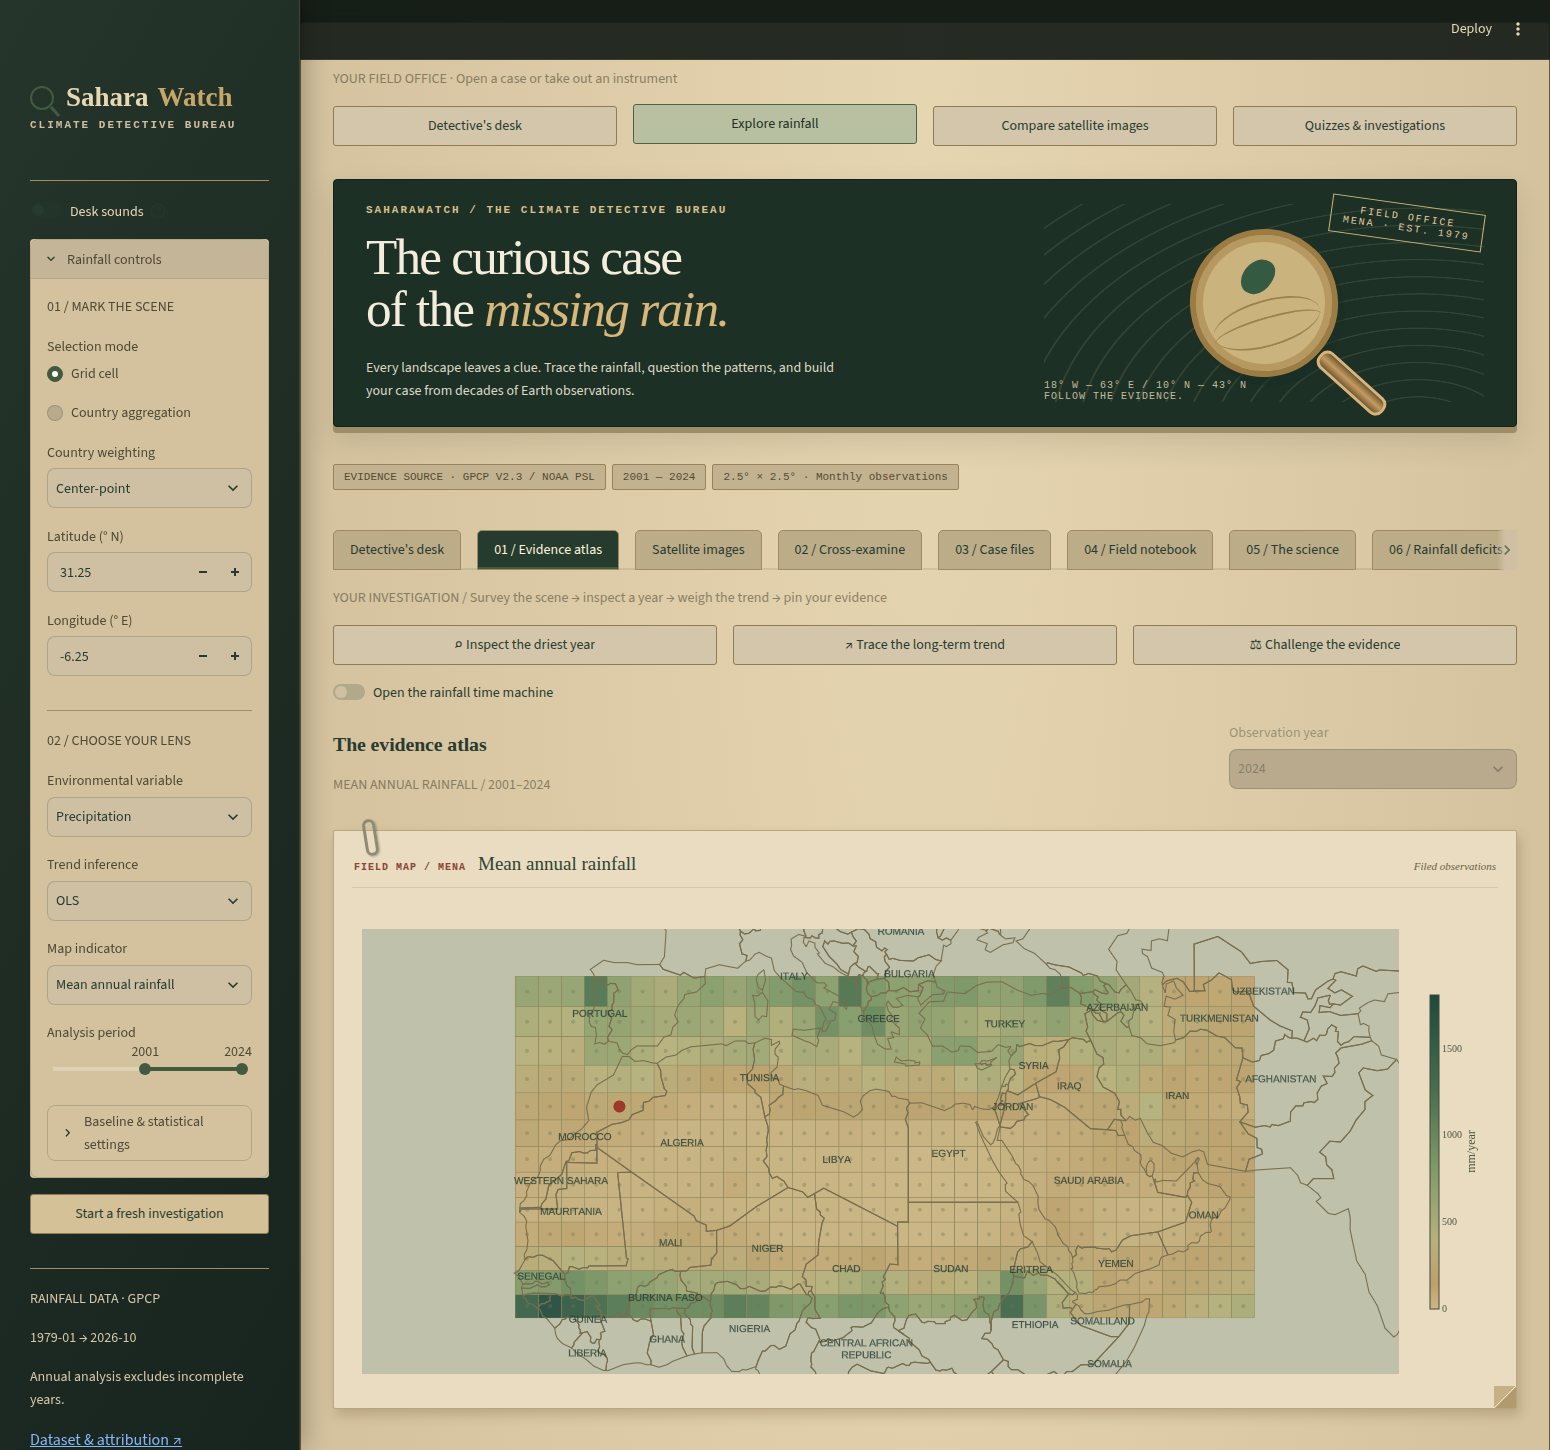 Deploy
Sahara Watch
CLIMATE DETECTIVE BUREAU
Desk sounds
Rainfall controls
01 / MARK THE SCENE
Selection mode
Grid cell
Country aggregation
Country weighting
Center-point
Latitude (° N)
31.25
Longitude (° E)
-6.25
02 / CHOOSE YOUR LENS
Environmental variable
Precipitation
Trend inference
OLS
Map indicator
Mean annual rainfall
Analysis period
2001 2024
Baseline & statistical
settings
Start a fresh investigation
RAINFALL DATA · GPCP
1979-01 → 2026-10
Annual analysis excludes incomplete
years.
Dataset & attribution ↗
YOUR FIELD OFFICE · Open a case or take out an instrument
Detective's desk
Explore rainfall
Compare satellite images
Quizzes & investigations
SAHARAWATCH / THE CLIMATE DETECTIVE BUREAU
The curious case
of the missing rain.
Every landscape leaves a clue. Trace the rainfall, question the patterns, and build
your case from decades of Earth observations.
FIELD OFFICE
MENA · EST. 1979
18° W — 63° E / 10° N — 43° N
FOLLOW THE EVIDENCE.
EVIDENCE SOURCE · GPCP V2.3 / NOAA PSL
2001 — 2024
2.5° × 2.5° · Monthly observations
Detective's desk
01 / Evidence atlas
Satellite images
02 / Cross-examine
03 / Case files
04 / Field notebook
05 / The science
06 / Rainfall deficits
YOUR INVESTIGATION / Survey the scene → inspect a year → weigh the trend → pin your evidence
⌕ Inspect the driest year
↗ Trace the long-term trend
⚖ Challenge the evidence
Open the rainfall time machine
The evidence atlas
MEAN ANNUAL RAINFALL / 2001–2024
Observation year
2024
FIELD MAP / MENA Mean annual rainfall
Filed observations
ROMANIA
ITALY
BULGARIA
UZBEKISTAN
PORTUGAL
GREECE
TURKEY
AZERBAIJAN
TURKMENISTAN
SYRIA
TUNISIA
IRAQ
AFGHANISTAN
IRAN
JORDAN
MOROCCO
ALGERIA
LIBYA
EGYPT
WESTERN SAHARA
SAUDI ARABIA
MAURITANIA
OMAN
MALI
NIGER
CHAD
SUDAN
ERITREA
YEMEN
SENEGAL
BURKINA FASO
GUINEA
GHANA
NIGERIA
ETHIOPIA
SOMALILAND
LIBERIA
CENTRAL AFRICAN
REPUBLIC
SOMALIA
1500
1000
500
0
mm/year